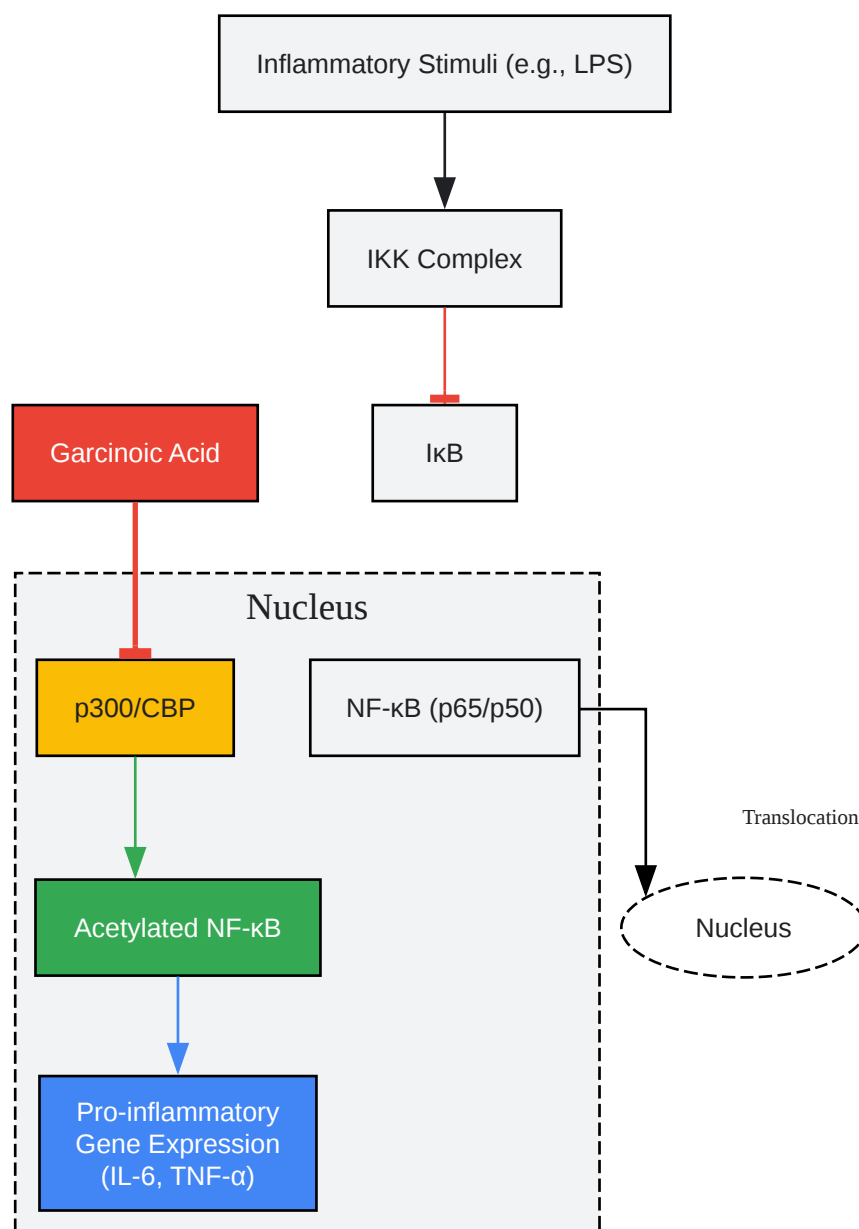 Inflammatory Stimuli (e.g., LPS)
IKK Complex
Garcinoic Acid
IκB
Nucleus
p300/CBP
NF-κB (p65/p50)
Translocation
Acetylated NF-κB
Nucleus
Pro-inflammatory
Gene Expression
(IL-6, TNF-α)